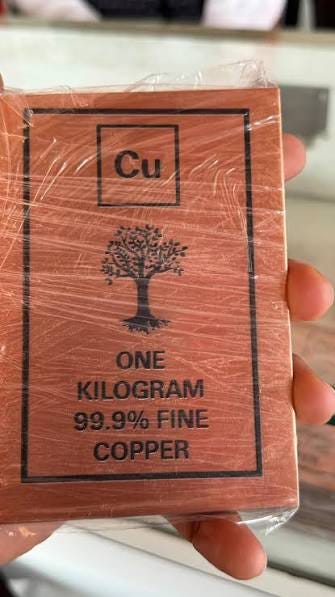 Cu
ONE
KILOGRAM
99.9% FINE
COPPER